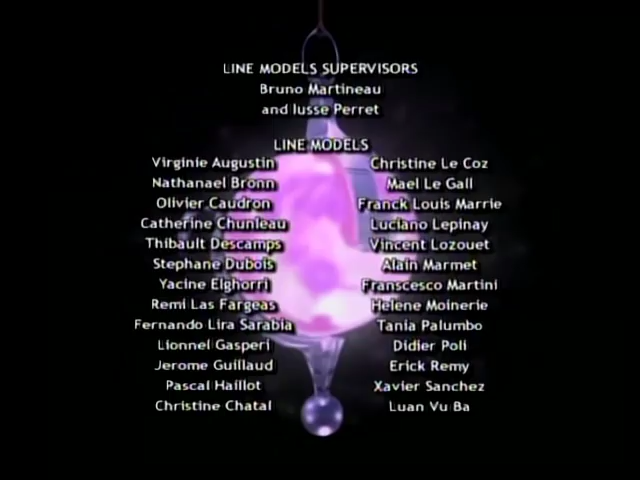 LINE MODELS SUPERVISORS
Bruno Martineau
and Iusse Perret
LINE MODELS
Virginie Augustin
Nathanael Bronn
Olivier Caudron
Catherine Chunleau
Thibault Descamps
Stephane Dubois
Yacine Elghorri
Remi Las Fargeas
Fernando Lira Sarabia
Lionnel Gasperi
Jerome Guillaud
Pascal Haillot
Christine Chatal
Christine Le Coz
Mael Le Gall
Franck Louis Marrie
Luciano Lepinay
Vincent Lozouet
Alain Marmet
Franscesco Martini
Helene Moinerie
Tania Palumbo
Didier Poli
Erick Remy
Xavier Sanchez
Luan Vu Ba